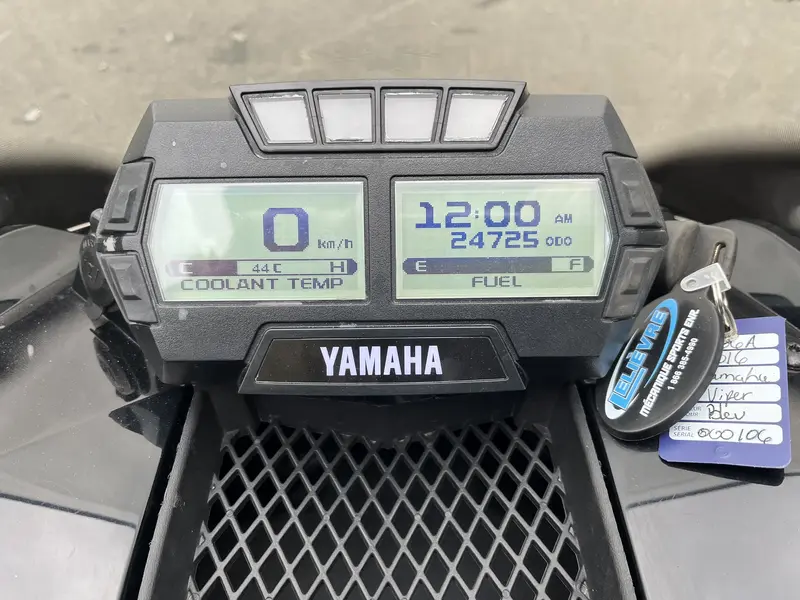 0 km/h
C 44C H
COOLANT TEMP
12:00 AM
24725 ODO
E F
FUEL
YAMAHA
LELIEVRE
MÉCANIQUE SPORTS ENR.
Viper
Bleu
SÉRIE
SERIAL 000106